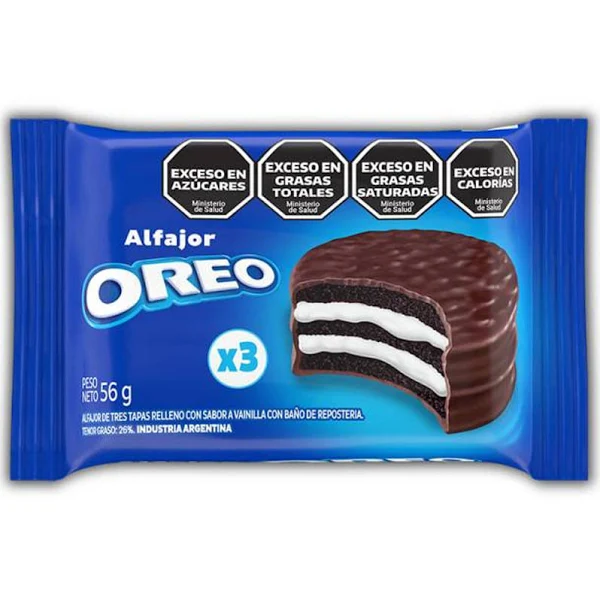 EXCESO EN
AZÚCARES
Ministerio
de Salud
EXCESO EN
GRASAS
TOTALES
Ministerio
de Salud
EXCESO EN
GRASAS
SATURADAS
Ministerio
de Salud
EXCESO EN
CALORÍAS
Ministerio
de Salud
Alfajor
OREO
x3
PESO
NETO 56 g
ALFAJOR DE TRES TAPAS RELLENO CON SABOR A VAINILLA CON BAÑO DE REPOSTERIA.
TENOR GRASO: 26%. INDUSTRIA ARGENTINA